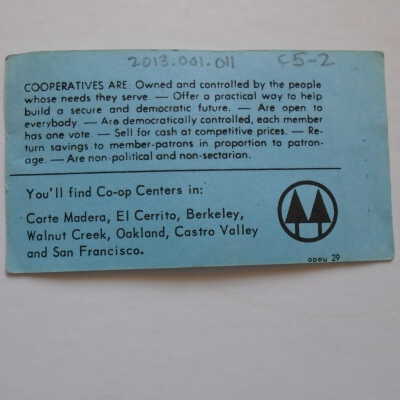 2013.001.011 C5-2
COOPERATIVES ARE: Owned and controlled by the people
whose needs they serve. — Offer a practical way to help
build a secure and democratic future. — Are open to
everybody. — Are democratically controlled, each member
has one vote. — Sell for cash at competitive prices. — Re-
turn savings to member-patrons in proportion to patron-
age. — Are non-political and non-sectarian.
You'll find Co-op Centers in:
Corte Madera, El Cerrito, Berkeley,
Walnut Creek, Oakland, Castro Valley
and San Francisco.
opeu 29